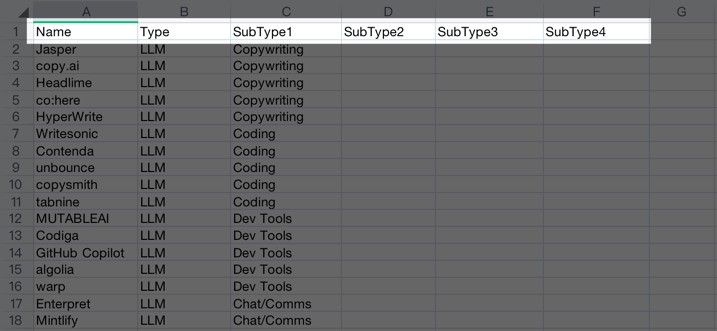 A B C D E F G
1 Name Type SubType1 SubType2 SubType3 SubType4
2 Jasper LLM Copywriting
3 copy.ai LLM Copywriting
4 Headlime LLM Copywriting
5 co:here LLM Copywriting
6 HyperWrite LLM Copywriting
7 Writesonic LLM Coding
8 Contenda LLM Coding
9 unbounce LLM Coding
10 copysmith LLM Coding
11 tabnine LLM Coding
12 MUTABLEAI LLM Dev Tools
13 Codiga LLM Dev Tools
14 GitHub Copilot LLM Dev Tools
15 algolia LLM Dev Tools
16 warp LLM Dev Tools
17 Enterpret LLM Chat/Comms
18 Mintlify LLM Chat/Comms